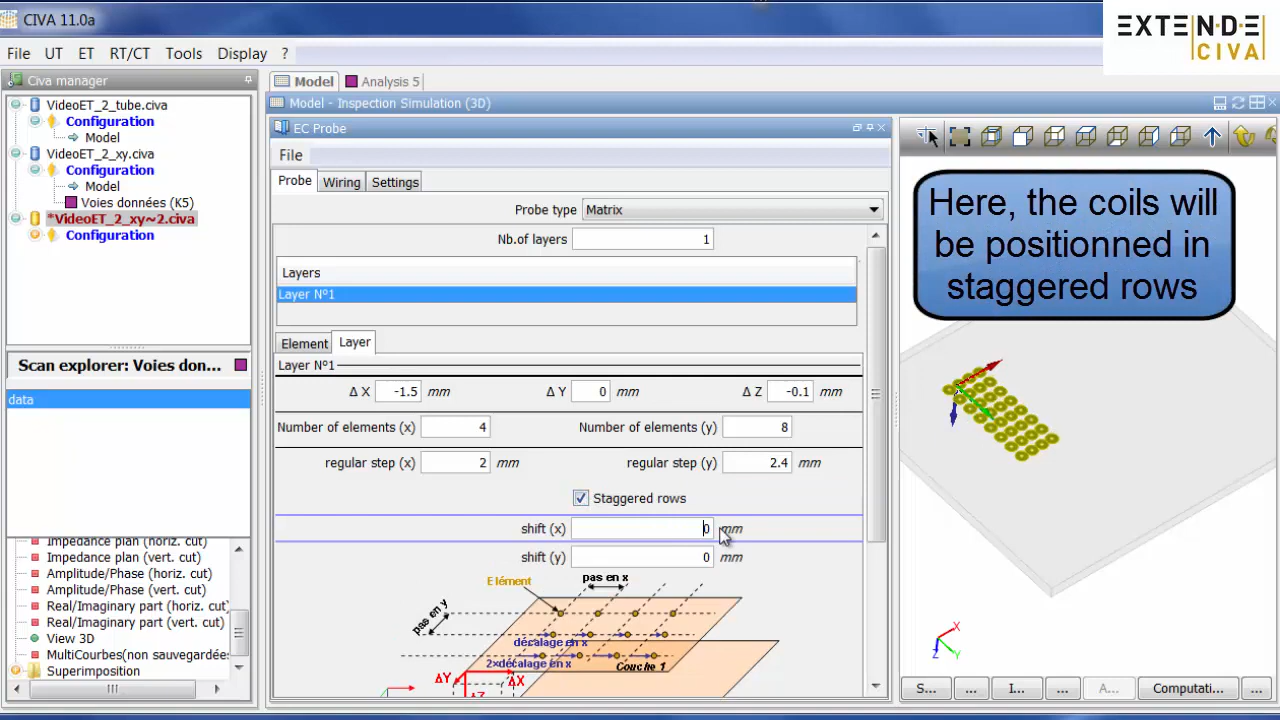 CIVA 11.0a
EXTENDE
CIVA
File UT ET RT/CT Tools Display ?
Civa manager
VideoET_2_tube.civa
Configuration
Model
VideoET_2_xy.civa
Configuration
Model
Voies données (K5)
*VideoET_2_xy~2.civa
Configuration
Scan explorer: Voies don...
data
Impedance plan (horiz. cut)
Impedance plan (vert. cut)
Amplitude/Phase (horiz. cut)
Amplitude/Phase (vert. cut)
Real/Imaginary part (horiz. cut)
Real/Imaginary part (vert. cut)
View 3D
MultiCourbes(non sauvegardée
Superimposition
Model Analysis 5
Model - Inspection Simulation (3D)
EC Probe
File
Probe Wiring Settings
Probe type Matrix
Nb.of layers 1
Layers
Layer N°1
Element Layer
Layer N°1
Δ X -1.5 mm Δ Y 0 mm Δ Z -0.1 mm
Number of elements (x) 4 Number of elements (y) 8
regular step (x) 2 mm regular step (y) 2.4 mm
Staggered rows
shift (x) 0 mm
shift (y) 0 mm
E lément
pas en x
pas en y
décalage en x
2×décalage en x
Couche 1
ΔY
ΔX
ΔZ
Here, the coils will
be positionned in
staggered rows
X
Z
Y
S... ... I... ... A... Computati... ...